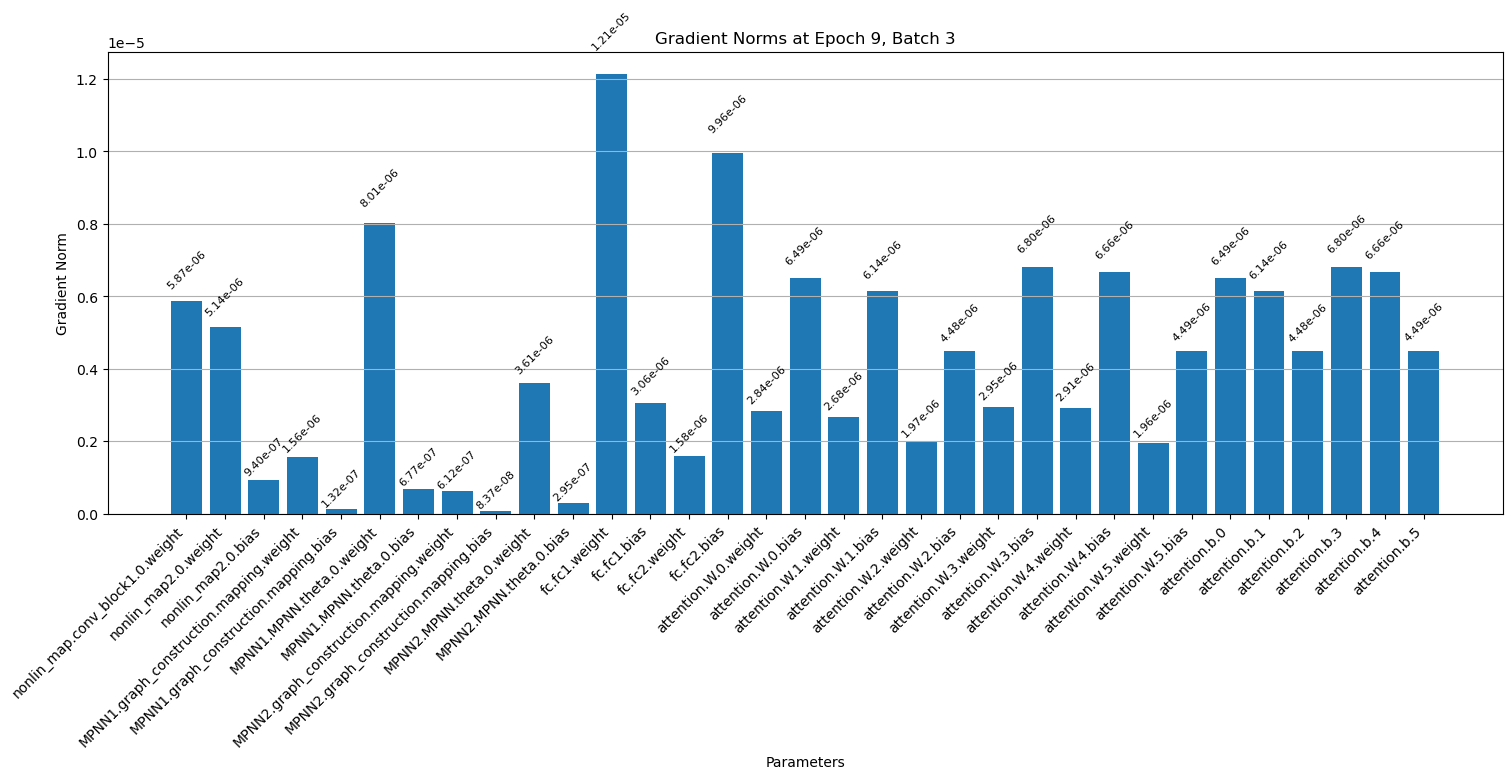 Gradient Norms at Epoch 9, Batch 3
1e−5
Gradient Norm
1.2
1.0
0.8
0.6
0.4
0.2
0.0
5.87e-06
5.14e-06
9.40e-07
1.56e-06
1.32e-07
8.01e-06
6.77e-07
6.12e-07
8.37e-08
3.61e-06
2.95e-07
1.21e-05
3.06e-06
1.58e-06
9.96e-06
2.84e-06
6.49e-06
2.68e-06
6.14e-06
1.97e-06
4.48e-06
2.95e-06
6.80e-06
2.91e-06
6.66e-06
1.96e-06
4.49e-06
6.49e-06
6.14e-06
4.48e-06
6.80e-06
6.66e-06
4.49e-06
nonlin_map.conv_block1.0.weight
nonlin_map2.0.weight
nonlin_map2.0.bias
MPNN1.graph_construction.mapping.weight
MPNN1.graph_construction.mapping.bias
MPNN1.MPNN.theta.0.weight
MPNN1.MPNN.theta.0.bias
MPNN2.graph_construction.mapping.weight
MPNN2.graph_construction.mapping.bias
MPNN2.MPNN.theta.0.weight
MPNN2.MPNN.theta.0.bias
fc.fc1.weight
fc.fc1.bias
fc.fc2.weight
fc.fc2.bias
attention.W.0.weight
attention.W.0.bias
attention.W.1.weight
attention.W.1.bias
attention.W.2.weight
attention.W.2.bias
attention.W.3.weight
attention.W.3.bias
attention.W.4.weight
attention.W.4.bias
attention.W.5.weight
attention.W.5.bias
attention.b.0
attention.b.1
attention.b.2
attention.b.3
attention.b.4
attention.b.5
Parameters